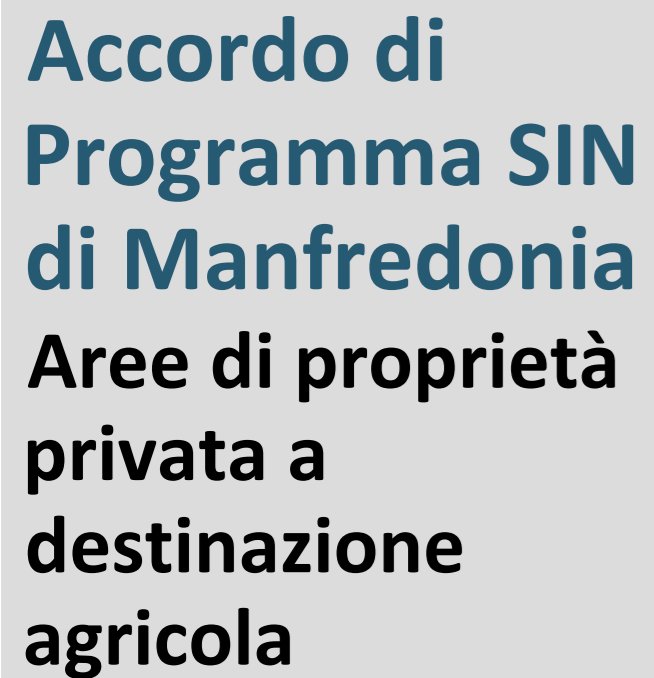 Accordo di
Programma SIN
di Manfredonia
Aree di proprietà
privata a
destinazione
agricola